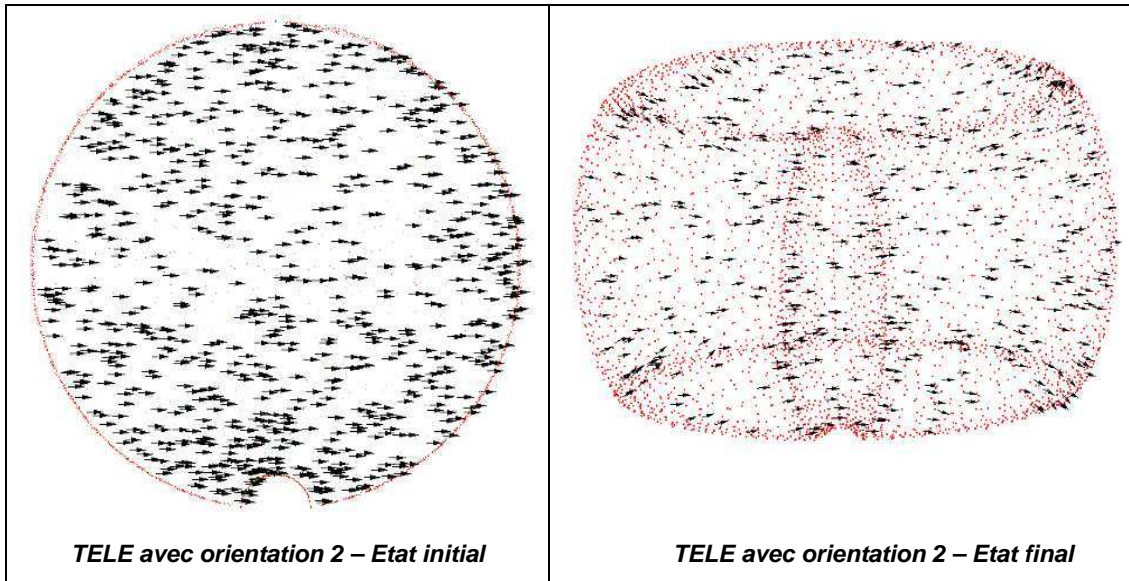 TELE avec orientation 2 – Etat initial
TELE avec orientation 2 – Etat final